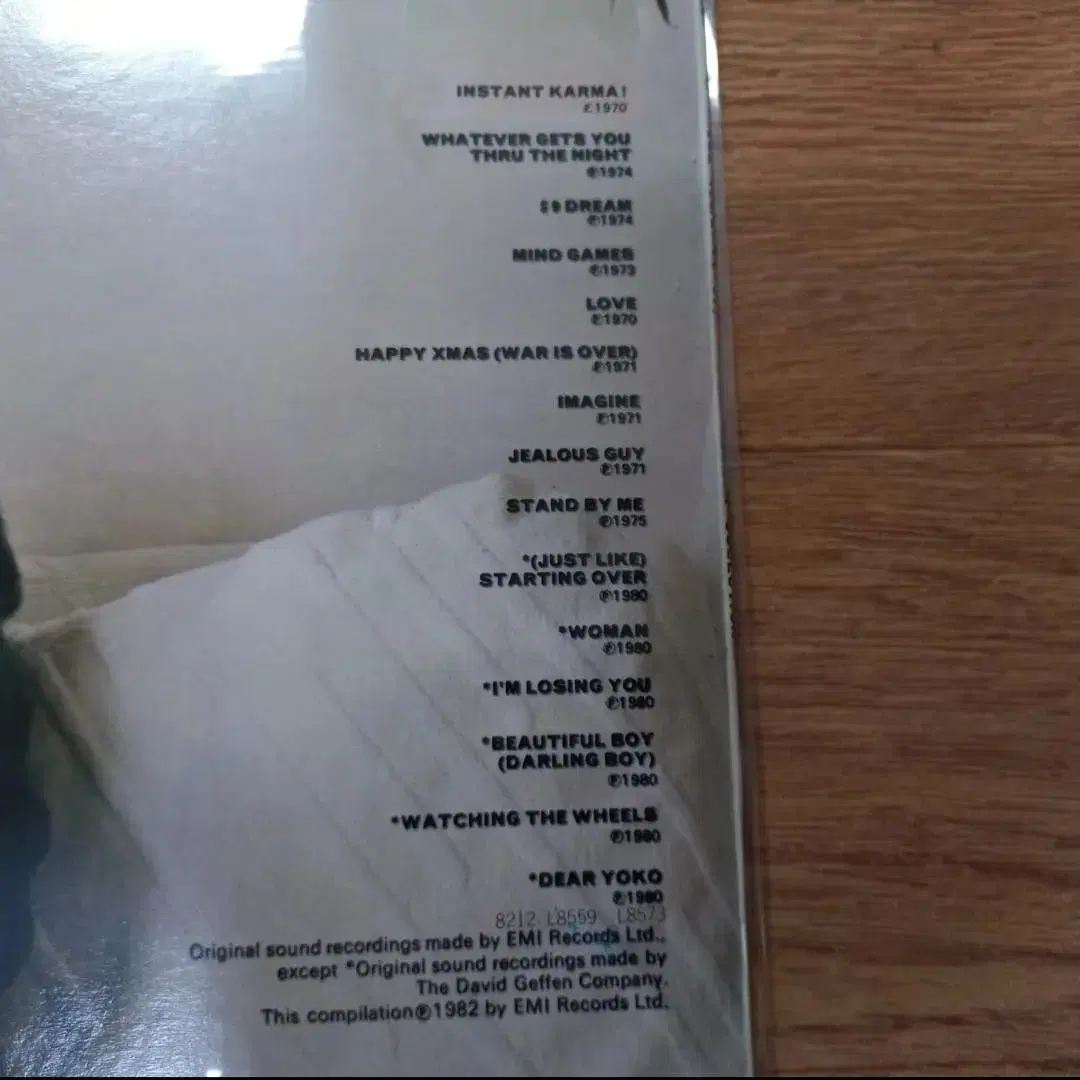 INSTANT KARMA!
℗1970
WHATEVER GETS YOU
THRU THE NIGHT
℗1974
#9 DREAM
℗1974
MIND GAMES
℗1973
LOVE
℗1970
HAPPY XMAS (WAR IS OVER)
℗1971
IMAGINE
℗1971
JEALOUS GUY
℗1971
STAND BY ME
℗1975
*(JUST LIKE)
STARTING OVER
℗1980
*WOMAN
℗1980
*I'M LOSING YOU
℗1980
*BEAUTIFUL BOY
(DARLING BOY)
℗1980
*WATCHING THE WHEELS
℗1980
*DEAR YOKO
℗1980
8212 L8559 L8573
Original sound recordings made by EMI Records Ltd.,
except *Original sound recordings made by
The David Geffen Company.
This compilation℗1982 by EMI Records Ltd.